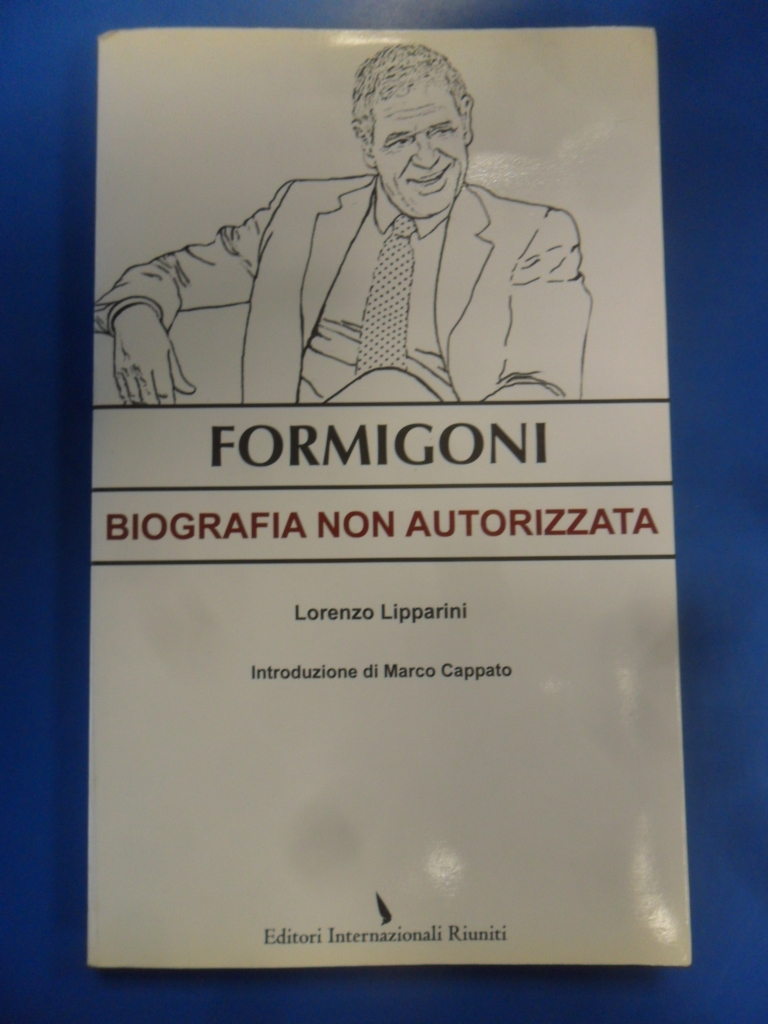 FORMIGONI
BIOGRAFIA NON AUTORIZZATA
Lorenzo Lipparini
Introduzione di Marco Cappato
Editori Internazionali Riuniti